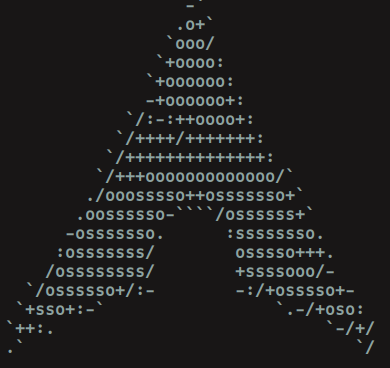 -`
                 .o+`
                `ooo/
               `+oooo:
              `+oooooo:
              -+oooooo+:
            `/:-:++oooo+:
           `/++++/+++++++:
          `/++++++++++++++:
         `/+++ooooooooooooo/`
        ./ooosssso++osssssso+`
       .oossssso-````/ossssss+`
      -osssssso.      :ssssssso.
     :osssssss/        osssso+++.
    /ossssssss/        +ssssooo/-
  `/ossssso+/:-        -:/+osssso+-
 `+sso+:-`                 `.-/+oso:
`++:.                           `-/+/
.`                                 `/